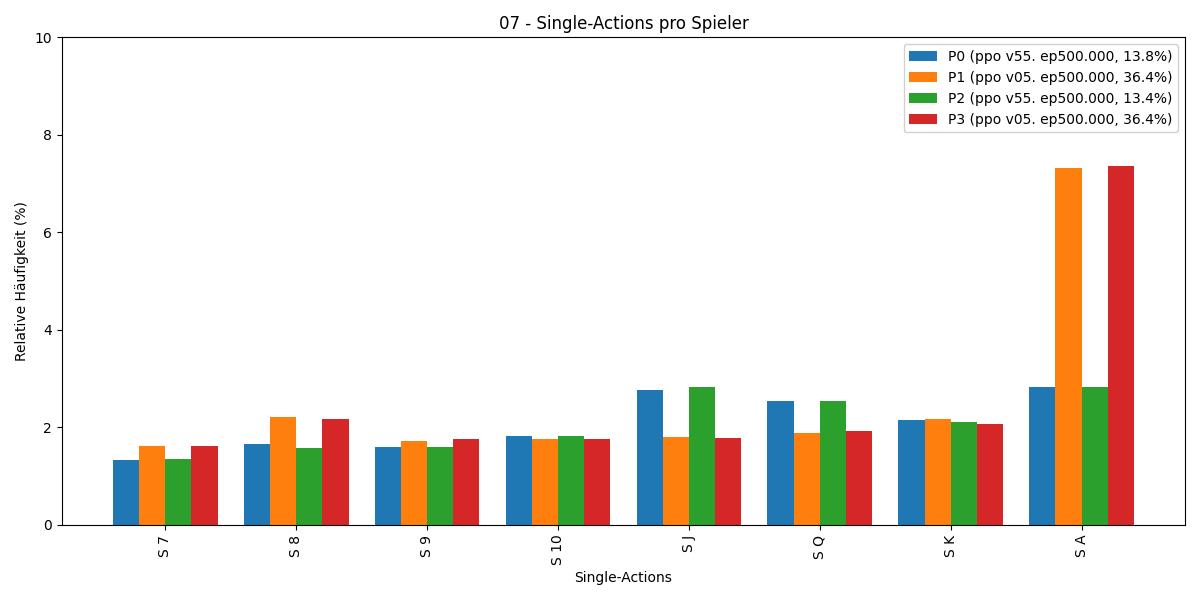 07 - Single-Actions pro Spieler
P0 (ppo v55. ep500.000, 13.8%)
P1 (ppo v05. ep500.000, 36.4%)
P2 (ppo v55. ep500.000, 13.4%)
P3 (ppo v05. ep500.000, 36.4%)
Relative Häufigkeit (%)
10
8
6
4
2
0
S 7
S 8
S 9
S 10
S J
S Q
S K
S A
Single-Actions